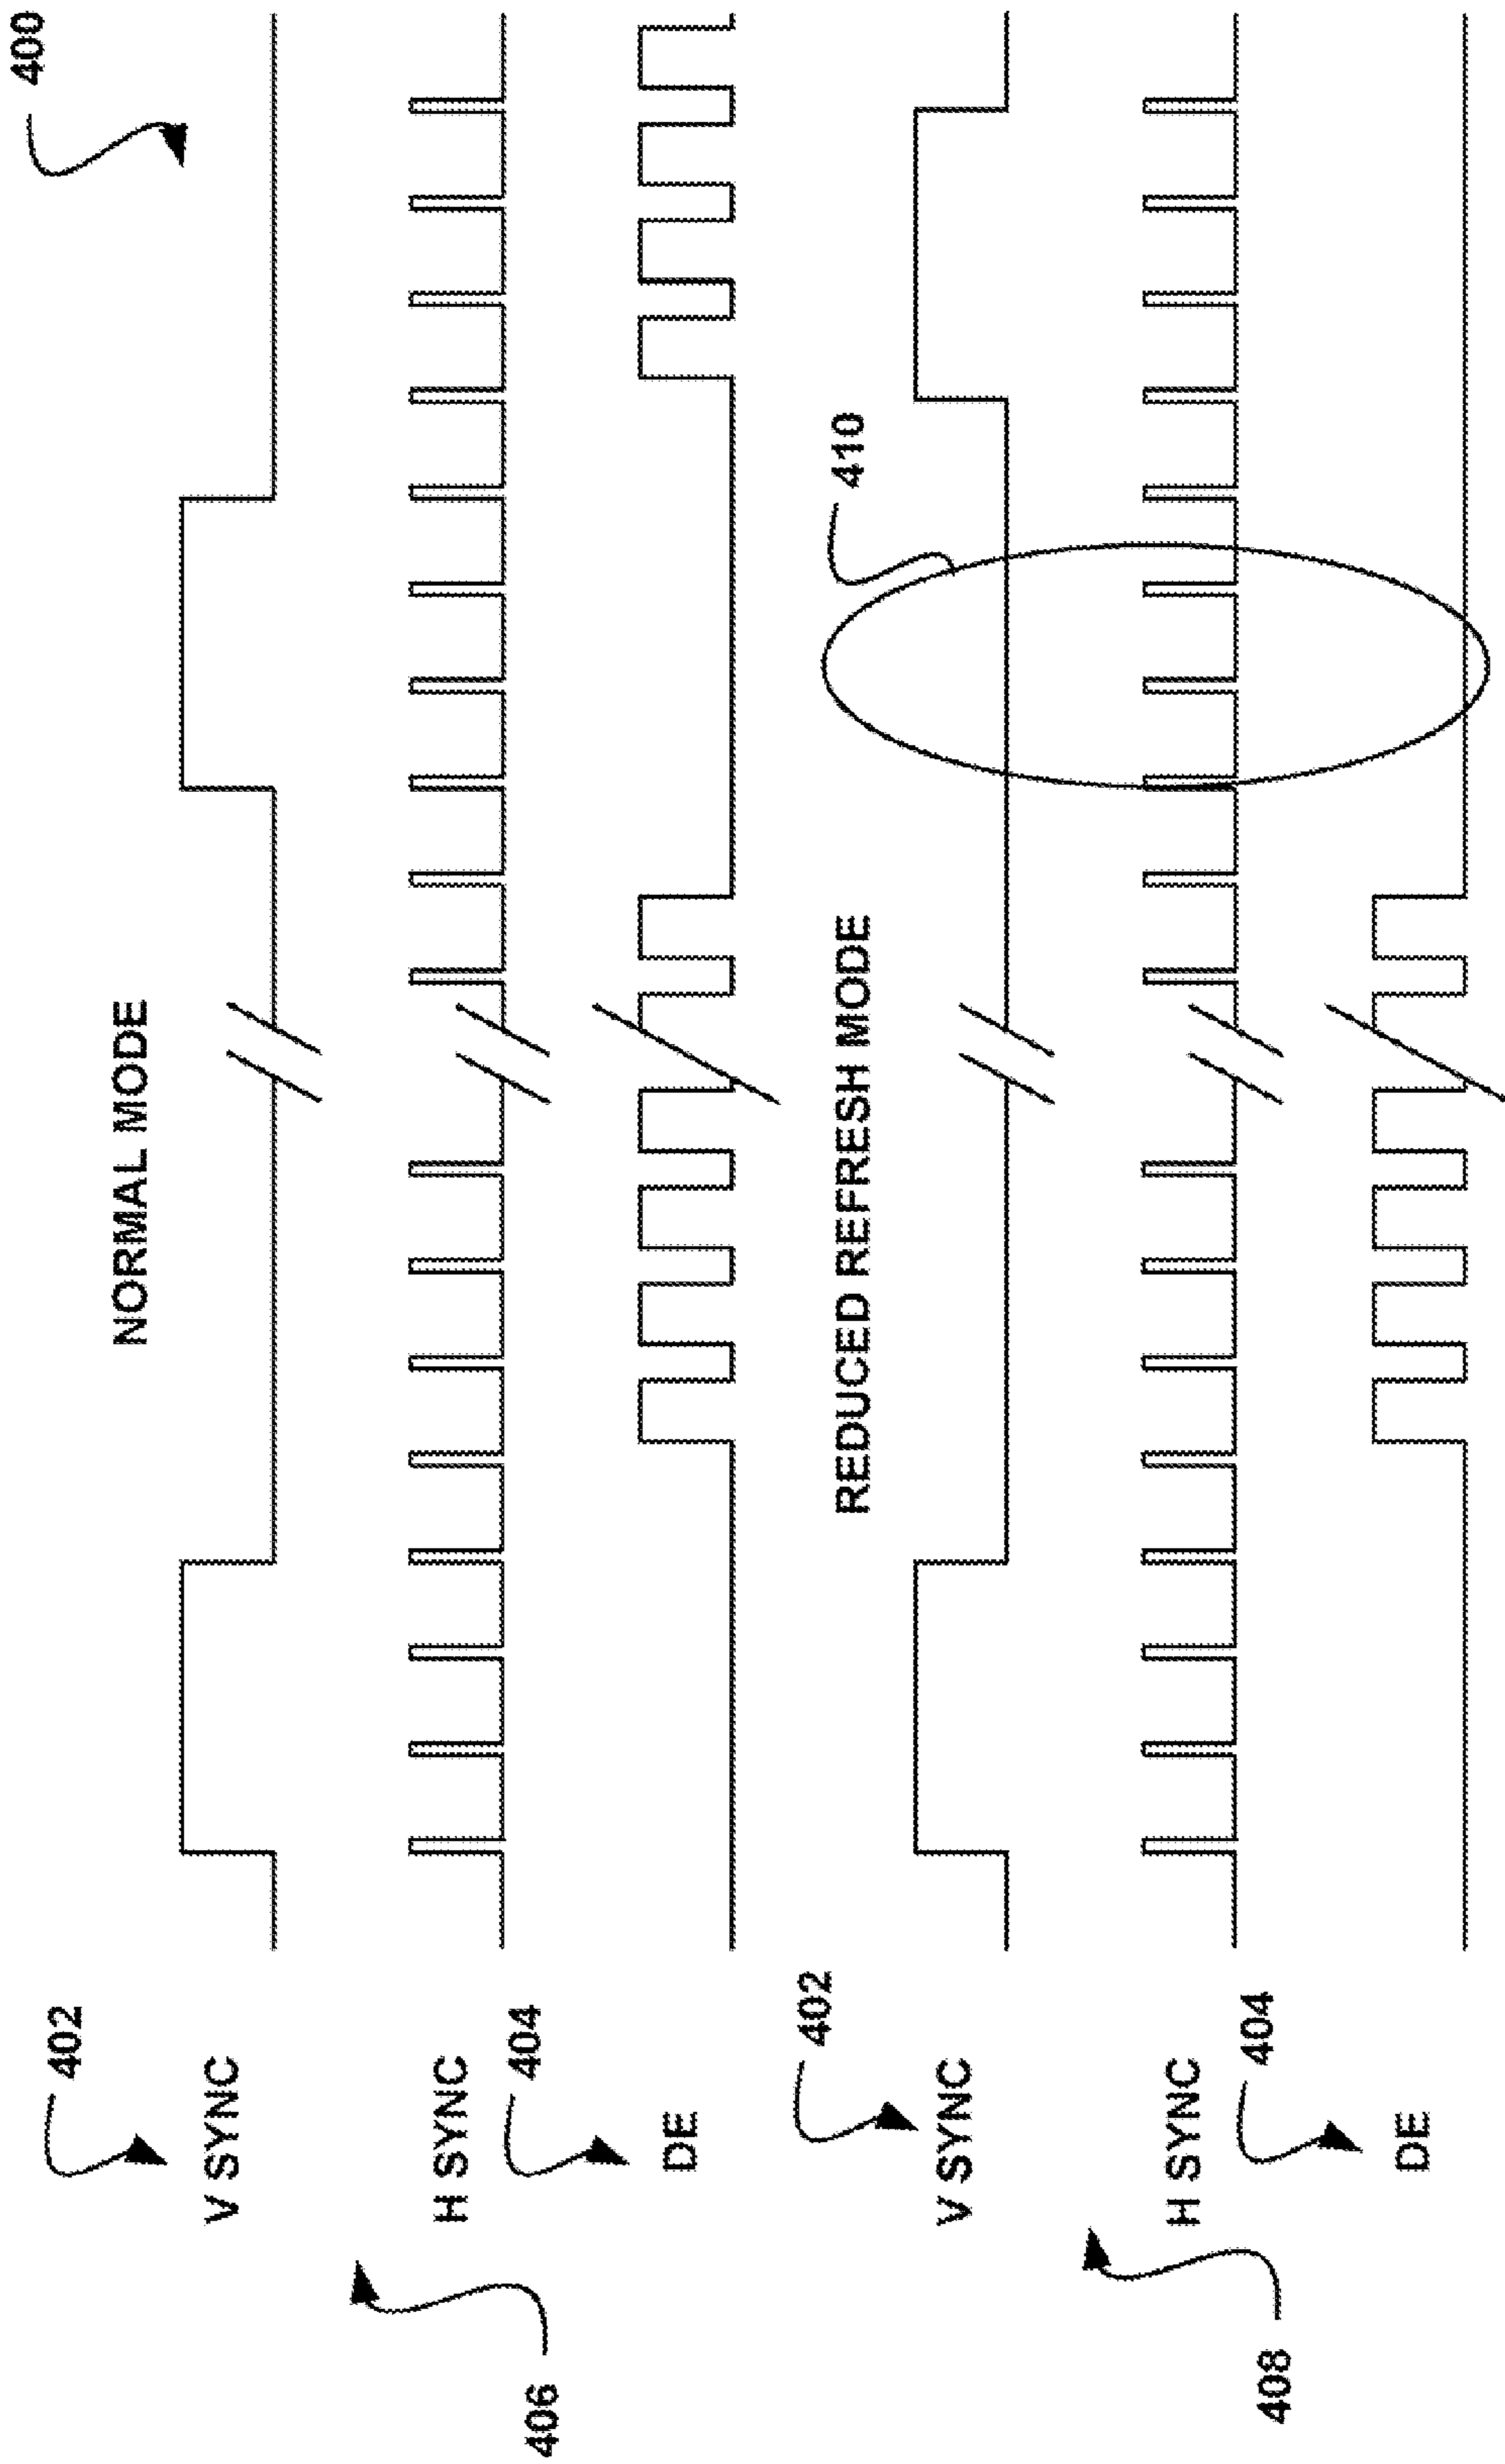 400
NORMAL MODE
402
V SYNC
406
H SYNC
404
DE
REDUCED REFRESH MODE
410
402
V SYNC
408
H SYNC
404
DE